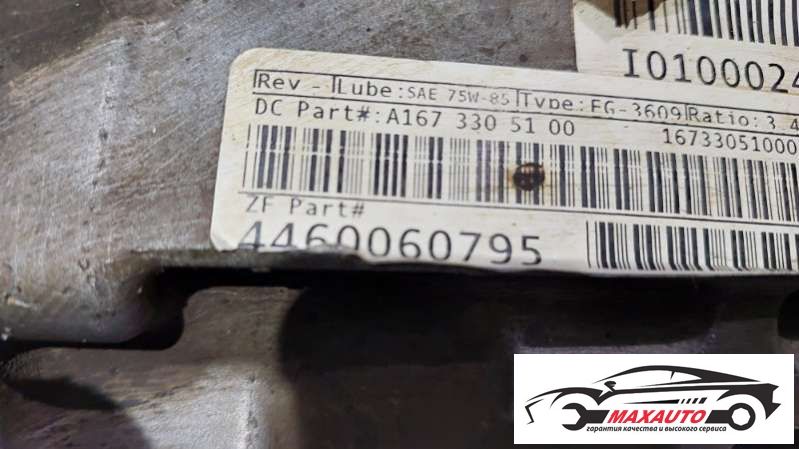 I0100024
Rev - Lube: SAE 75W-85 Type: FG-3609 Ratio: 3.4
DC Part#: A167 330 51 00 16733051000
ZF Part#
4460060795
MAXAUTO
гарантия качества и высокого сервиса